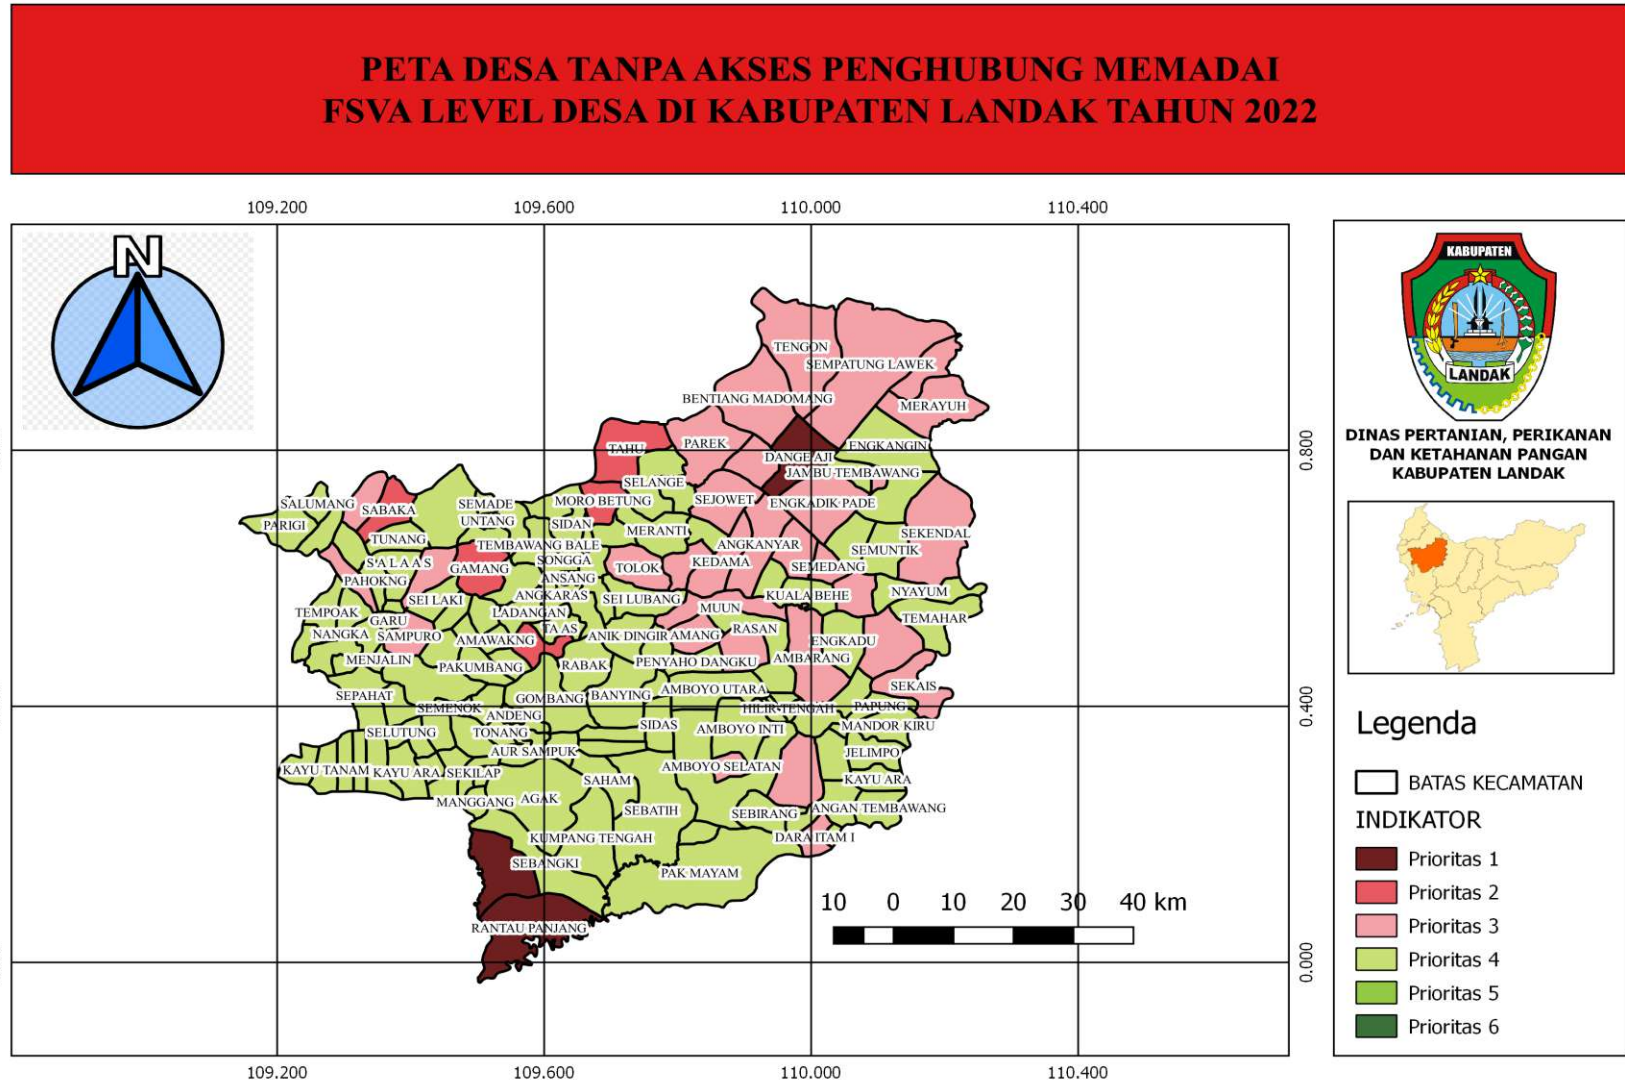 PETA DESA TANPA AKSES PENGHUBUNG MEMADAI
FSVA LEVEL DESA DI KABUPATEN LANDAK TAHUN 2022
109.200 109.600 110.000 110.400
N
TENGON
SEMPATUNG LAWEK
BENTIANG MADOMANG
MERAYUH
TAHU
PAREK
ENGKANGIN
DANGE AJI
JAMBU TEMBAWANG
SELANGE
SALUMANG
SABAKA
SEMADE
MORO BETUNG
SEJOWET
ENGKADIK PADE
PARIGI
UNTANG
SIDAN
MERANTI
SEKENDAL
TUNANG
TEMBAWANG BALE
ANGKANYAR
SEMUNTIK
SONGGA
KEDAMA
GAMANG
TOLOK
SEMEDANG
PAHOKNG
ANSANG
SEI LAKI
ANGKARAS
SEI LUBANG
KUALA BEHE
NYAYUM
TEMPOAK
GARU
LADANGAN
MUUN
TEMAHAR
NANGKA
SAMPURO
AMAWAKNG
TA AS
ANIK DINGIR
AMANG
RASAN
ENGKADU
MENJALIN
PAKUMBANG
RABAK
PENYAHO DANGKU
AMBARANG
SEPAHAT
GOMBANG
BANYING
AMBOYO UTARA
SEKAIS
SEMENOK
ANDENG
HILIR TENGAH
PAPUNG
SELUTUNG
TONANG
SIDAS
AMBOYO INTI
MANDOR KIRU
AUR SAMPUK
JELIMPO
KAYU TANAM
KAYU ARA
SEKILAP
SAHAM
AMBOYO SELATAN
KAYU ARA
MANGGANG
AGAK
SEBATIH
SEBIRANG
ANGAN TEMBAWANG
KUMPANG TENGAH
DARA ITAM I
SEBANGKI
PAK MAYAM
RANTAU PANJANG
10 0 10 20 30 40 km
0.800
0.400
0.000
109.200 109.600 110.000 110.400
KABUPATEN
LANDAK
DINAS PERTANIAN, PERIKANAN
DAN KETAHANAN PANGAN
KABUPATEN LANDAK
Legenda
BATAS KECAMATAN
INDIKATOR
Prioritas 1
Prioritas 2
Prioritas 3
Prioritas 4
Prioritas 5
Prioritas 6